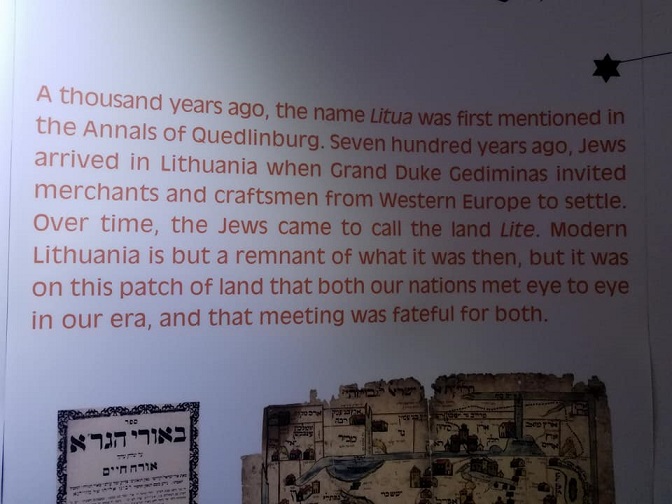 A thousand years ago, the name Litua was first mentioned in
the Annals of Quedlinburg. Seven hundred years ago, Jews
arrived in Lithuania when Grand Duke Gediminas invited
merchants and craftsmen from Western Europe to settle.
Over time, the Jews came to call the land Lite. Modern
Lithuania is but a remnant of what it was then, but it was
on this patch of land that both our nations met eye to eye
in our era, and that meeting was fateful for both.
ספר
באורי הגר״א
אורח חיים